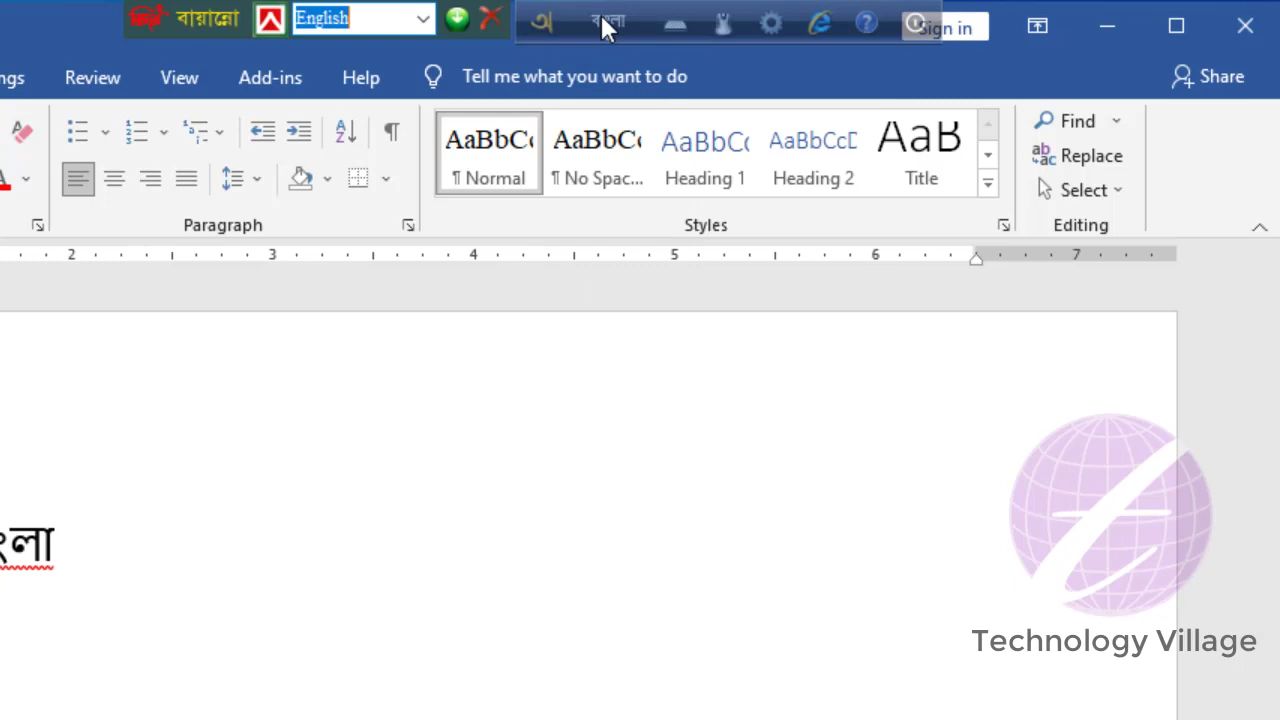 বায়ান্নো English বাংলা Sign in
Review View Add-ins Help Tell me what you want to do Share
AaBbCc AaBbCc AaBbCc AaBbCcD AaB
¶ Normal ¶ No Spac... Heading 1 Heading 2 Title
Find
Replace
Select
Paragraph Styles Editing
2 3 4 5 6 7
ংলা
Technology Village